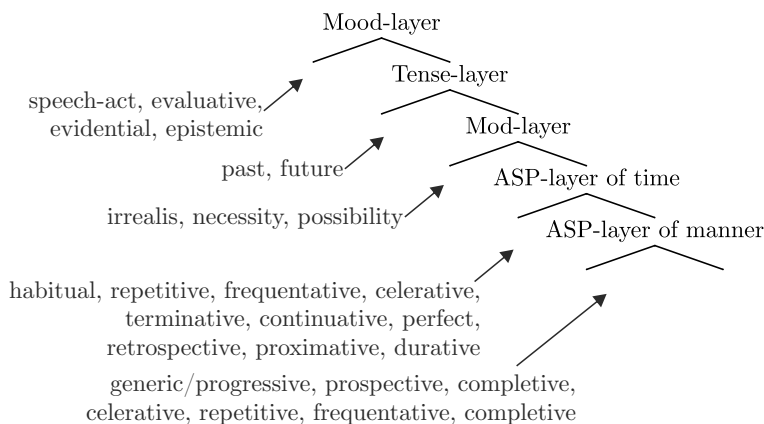 Mood-layer
Tense-layer
speech-act, evaluative,
evidential, epistemic
Mod-layer
past, future
ASP-layer of time
irrealis, necessity, possibility
ASP-layer of manner
habitual, repetitive, frequentative, celerative,
terminative, continuative, perfect,
retrospective, proximative, durative
generic/progressive, prospective, completive,
celerative, repetitive, frequentative, completive